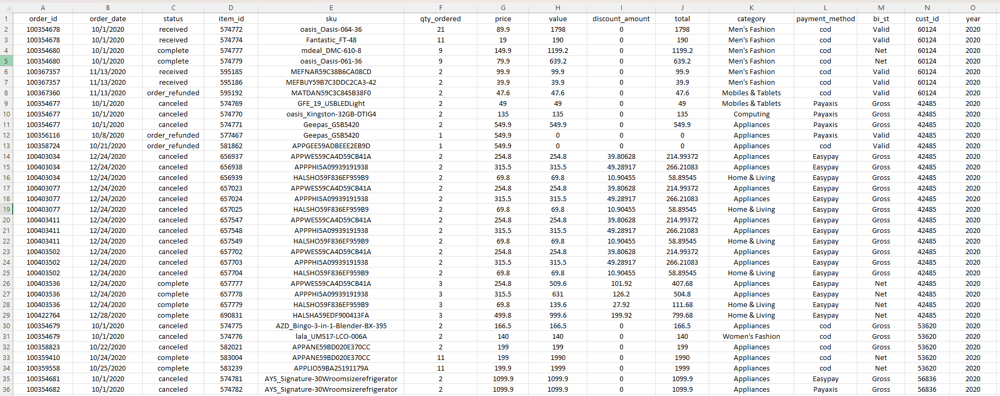 A B C D E F G H I J K L M N O
1 order_id order_date status item_id sku qty_ordered price value discount_amount total category payment_method bi_st cust_id year
2 100354678 10/1/2020 received 574772 oasis_Oasis-064-36 21 89.9 1798 0 1798 Men's Fashion cod Valid 60124 2020
3 100354678 10/1/2020 received 574774 Fantastic_FT-48 11 19 190 0 190 Men's Fashion cod Valid 60124 2020
4 100354680 10/1/2020 complete 574777 mdeal_DMC-610-8 9 149.9 1199.2 0 1199.2 Men's Fashion cod Net 60124 2020
5 100354680 10/1/2020 complete 574779 oasis_Oasis-061-36 9 79.9 639.2 0 639.2 Men's Fashion cod Net 60124 2020
6 100367357 11/13/2020 received 595185 MEFNAR59C38B6CA08CD 2 99.9 99.9 0 99.9 Men's Fashion cod Valid 60124 2020
7 100367357 11/13/2020 received 595186 MEFBUY59B7C3DDC2CA3-42 2 39.9 39.9 0 39.9 Men's Fashion cod Valid 60124 2020
8 100367360 11/13/2020 order_refunded 595192 MATDAN59C3C845B38F0 2 47.6 47.6 0 47.6 Mobiles & Tablets cod Valid 60124 2020
9 100354677 10/1/2020 canceled 574769 GFE_19_USBLEDLight 2 49 49 0 49 Mobiles & Tablets Payaxis Gross 42485 2020
10 100354677 10/1/2020 canceled 574770 oasis_Kingston-32GB-DTIG4 2 135 135 0 135 Computing Payaxis Gross 42485 2020
11 100354677 10/1/2020 canceled 574771 Geepas_GSB5420 2 549.9 549.9 0 549.9 Appliances Payaxis Gross 42485 2020
12 100356116 10/8/2020 order_refunded 577467 Geepas_GSB5420 1 549.9 0 0 0 Appliances Payaxis Valid 42485 2020
13 100358724 10/21/2020 order_refunded 581862 APPGEE59ADBEEE2EB9D 1 549.9 0 0 0 Appliances cod Valid 42485 2020
14 100403034 12/24/2020 canceled 656937 APPWES59CA4D59CB41A 2 254.8 254.8 39.80628 214.99372 Appliances Easypay Gross 42485 2020
15 100403034 12/24/2020 canceled 656938 APPPHI5A09939191938 2 315.5 315.5 49.28917 266.21083 Appliances Easypay Gross 42485 2020
16 100403034 12/24/2020 canceled 656939 HALSHO59F836EF959B9 2 69.8 69.8 10.90455 58.89545 Home & Living Easypay Gross 42485 2020
17 100403077 12/24/2020 canceled 657023 APPWES59CA4D59CB41A 2 254.8 254.8 39.80628 214.99372 Appliances Easypay Gross 42485 2020
18 100403077 12/24/2020 canceled 657024 APPPHI5A09939191938 2 315.5 315.5 49.28917 266.21083 Appliances Easypay Gross 42485 2020
19 100403077 12/24/2020 canceled 657025 HALSHO59F836EF959B9 2 69.8 69.8 10.90455 58.89545 Home & Living Easypay Gross 42485 2020
20 100403411 12/24/2020 canceled 657547 APPWES59CA4D59CB41A 2 254.8 254.8 39.80628 214.99372 Appliances Easypay Gross 42485 2020
21 100403411 12/24/2020 canceled 657548 APPPHI5A09939191938 2 315.5 315.5 49.28917 266.21083 Appliances Easypay Gross 42485 2020
22 100403411 12/24/2020 canceled 657549 HALSHO59F836EF959B9 2 69.8 69.8 10.90455 58.89545 Home & Living Easypay Gross 42485 2020
23 100403502 12/24/2020 canceled 657702 APPWES59CA4D59CB41A 2 254.8 254.8 39.80628 214.99372 Appliances Easypay Gross 42485 2020
24 100403502 12/24/2020 canceled 657703 APPPHI5A09939191938 2 315.5 315.5 49.28917 266.21083 Appliances Easypay Gross 42485 2020
25 100403502 12/24/2020 canceled 657704 HALSHO59F836EF959B9 2 69.8 69.8 10.90455 58.89545 Home & Living Easypay Gross 42485 2020
26 100403536 12/24/2020 complete 657777 APPWES59CA4D59CB41A 3 254.8 509.6 101.92 407.68 Appliances Easypay Net 42485 2020
27 100403536 12/24/2020 complete 657778 APPPHI5A09939191938 3 315.5 631 126.2 504.8 Appliances Easypay Net 42485 2020
28 100403536 12/24/2020 complete 657779 HALSHO59F836EF959B9 3 69.8 139.6 27.92 111.68 Home & Living Easypay Net 42485 2020
29 100422764 12/28/2020 complete 690831 HALSHA59EDF900413FA 3 499.8 999.6 199.92 799.68 Home & Living Easypay Net 42485 2020
30 100354679 10/1/2020 canceled 574775 AZD_Bingo-3-in-1-Blender-BX-395 2 166.5 166.5 0 166.5 Appliances cod Gross 53620 2020
31 100354679 10/1/2020 canceled 574776 lala_UMS17-LCO-006A 2 140 140 0 140 Women's Fashion cod Gross 53620 2020
32 100358823 10/22/2020 canceled 582021 APPANE59BD020E370CC 2 199 199 0 199 Appliances cod Gross 53620 2020
33 100359410 10/24/2020 complete 583004 APPANE59BD020E370CC 11 199 1990 0 1990 Appliances cod Net 53620 2020
34 100359558 10/25/2020 complete 583239 APPLIO59BA25191179A 11 199.9 1999 0 1999 Appliances cod Net 53620 2020
35 100354681 10/1/2020 canceled 574781 AYS_Signature-30Wroomsizerefrigerator 2 1099.9 1099.9 0 1099.9 Appliances Easypay Gross 56836 2020
36 100354682 10/1/2020 canceled 574782 AYS_Signature-30Wroomsizerefrigerator 2 1099.9 1099.9 0 1099.9 Appliances Payaxis Gross 56836 2020